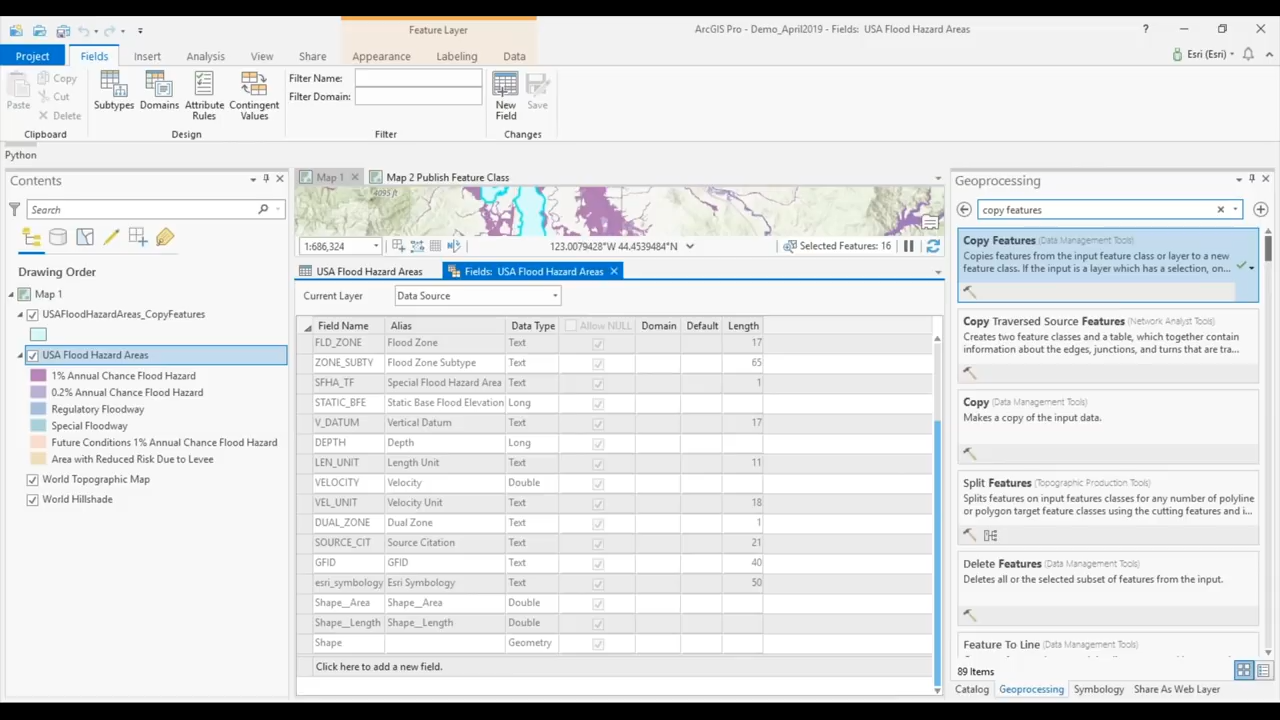 Feature Layer
ArcGIS Pro - Demo_April2019 - Fields: USA Flood Hazard Areas
?
Project
Fields
Insert
Analysis
View
Share
Appearance
Labeling
Data
Esri (Esri)
Paste
Copy
Cut
Delete
Clipboard
Subtypes
Domains
Attribute Rules
Contingent Values
Design
Filter Name:
Filter Domain:
Filter
New Field
Save
Changes
Python
Contents
Search
Drawing Order
Map 1
USAFloodHazardAreas_CopyFeatures
USA Flood Hazard Areas
1% Annual Chance Flood Hazard
0.2% Annual Chance Flood Hazard
Regulatory Floodway
Special Floodway
Future Conditions 1% Annual Chance Flood Hazard
Area with Reduced Risk Due to Levee
World Topographic Map
World Hillshade
Map 1
Map 2 Publish Feature Class
4095 ft
1:686,324
123.0079428°W 44.4539484°N
Selected Features: 16
USA Flood Hazard Areas
Fields: USA Flood Hazard Areas
Current Layer
Data Source
Field Name Alias Data Type Allow NULL Domain Default Length
FLD_ZONE Flood Zone Text 17
ZONE_SUBTY Flood Zone Subtype Text 65
SFHA_TF Special Flood Hazard Area Text 1
STATIC_BFE Static Base Flood Elevation Long
V_DATUM Vertical Datum Text 17
DEPTH Depth Long
LEN_UNIT Length Unit Text 11
VELOCITY Velocity Double
VEL_UNIT Velocity Unit Text 18
DUAL_ZONE Dual Zone Text 1
SOURCE_CIT Source Citation Text 21
GFID GFID Text 40
esri_symbology Esri Symbology Text 50
Shape__Area Shape__Area Double
Shape__Length Shape__Length Double
Shape Geometry
Click here to add a new field.
Geoprocessing
copy features
Copy Features (Data Management Tools)
Copies features from the input feature class or layer to a new
feature class. If the input is a layer which has a selection, on...
Copy Traversed Source Features (Network Analyst Tools)
Creates two feature classes and a table, which together contain
information about the edges, junctions, and turns that are tra...
Copy (Data Management Tools)
Makes a copy of the input data.
Split Features (Topographic Production Tools)
Splits features on input features classes for any number of polyline
or polygon target feature classes using the cutting features and i...
Delete Features (Data Management Tools)
Deletes all or the selected subset of features from the input.
Feature To Line (Data Management Tools)
89 Items
Catalog
Geoprocessing
Symbology
Share As Web Layer